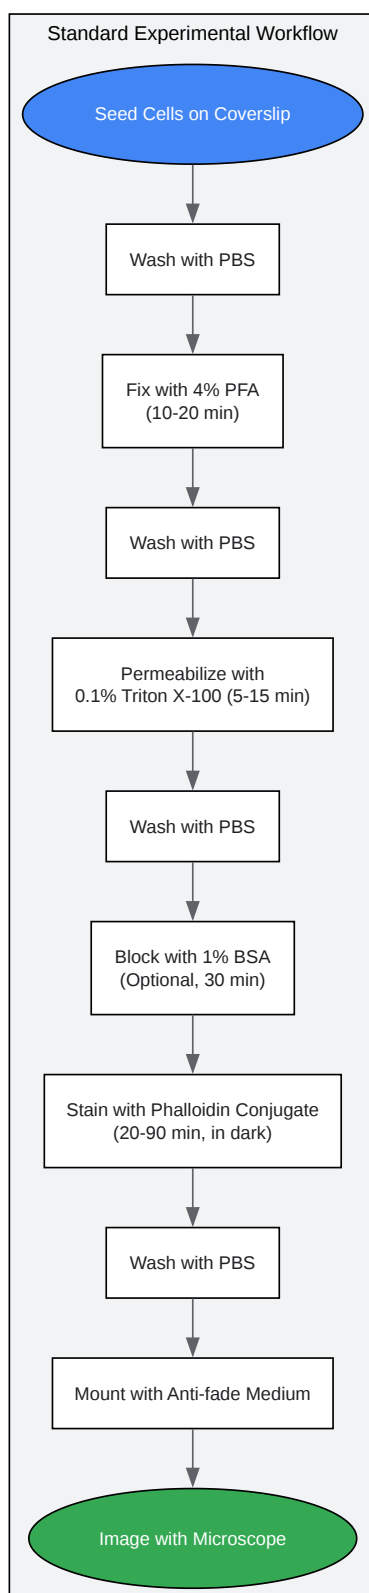 Standard Experimental Workflow
Seed Cells on Coverslip
Wash with PBS
Fix with 4% PFA
(10-20 min)
Wash with PBS
Permeabilize with
0.1% Triton X-100 (5-15 min)
Wash with PBS
Block with 1% BSA
(Optional, 30 min)
Stain with Phalloidin Conjugate
(20-90 min, in dark)
Wash with PBS
Mount with Anti-fade Medium
Image with Microscope